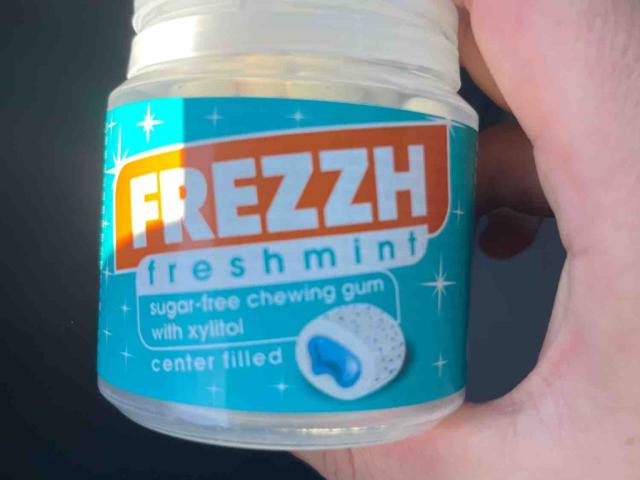 FREZZH
freshmint
sugar-free chewing gum
with xylitol
center filled